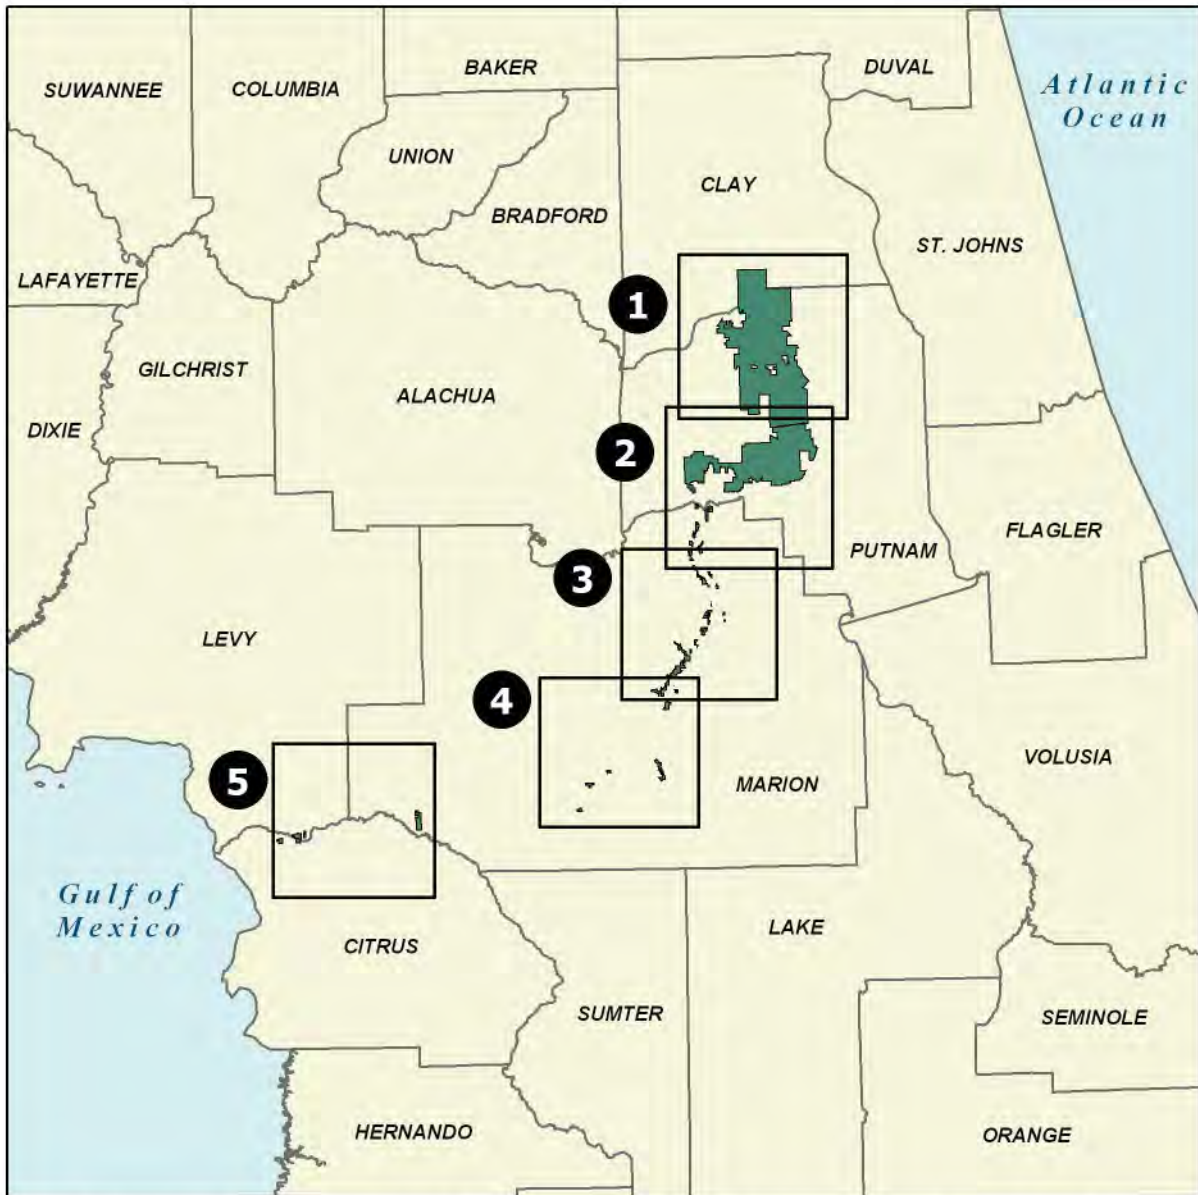 BAKER
DUVAL
SUWANNEE
COLUMBIA
Atlantic
Ocean
UNION
CLAY
BRADFORD
ST. JOHNS
LAFAYETTE
1
GILCHRIST
ALACHUA
DIXIE
2
FLAGLER
PUTNAM
3
LEVY
4
VOLUSIA
5
MARION
Gulf of
Mexico
LAKE
CITRUS
SUMTER
SEMINOLE
HERNANDO
ORANGE